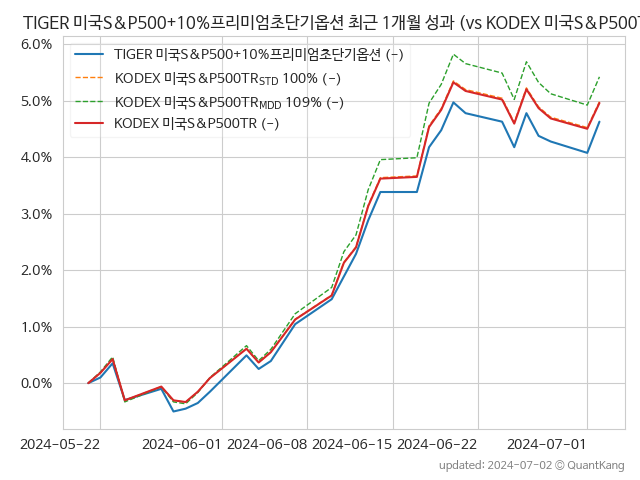 TIGER 미국S&P500+10%프리미엄초단기옵션 최근 1개월 성과 (vs KODEX 미국S&P500T
6.0%
5.0%
4.0%
3.0%
2.0%
1.0%
0.0%
TIGER 미국S&P500+10%프리미엄초단기옵션 (-)
KODEX 미국S&P500TR_STD 100% (-)
KODEX 미국S&P500TR_MDD 109% (-)
KODEX 미국S&P500TR (-)
2024-05-22 2024-06-01 2024-06-08 2024-06-15 2024-06-22 2024-07-01
updated: 2024-07-02 © QuantKang